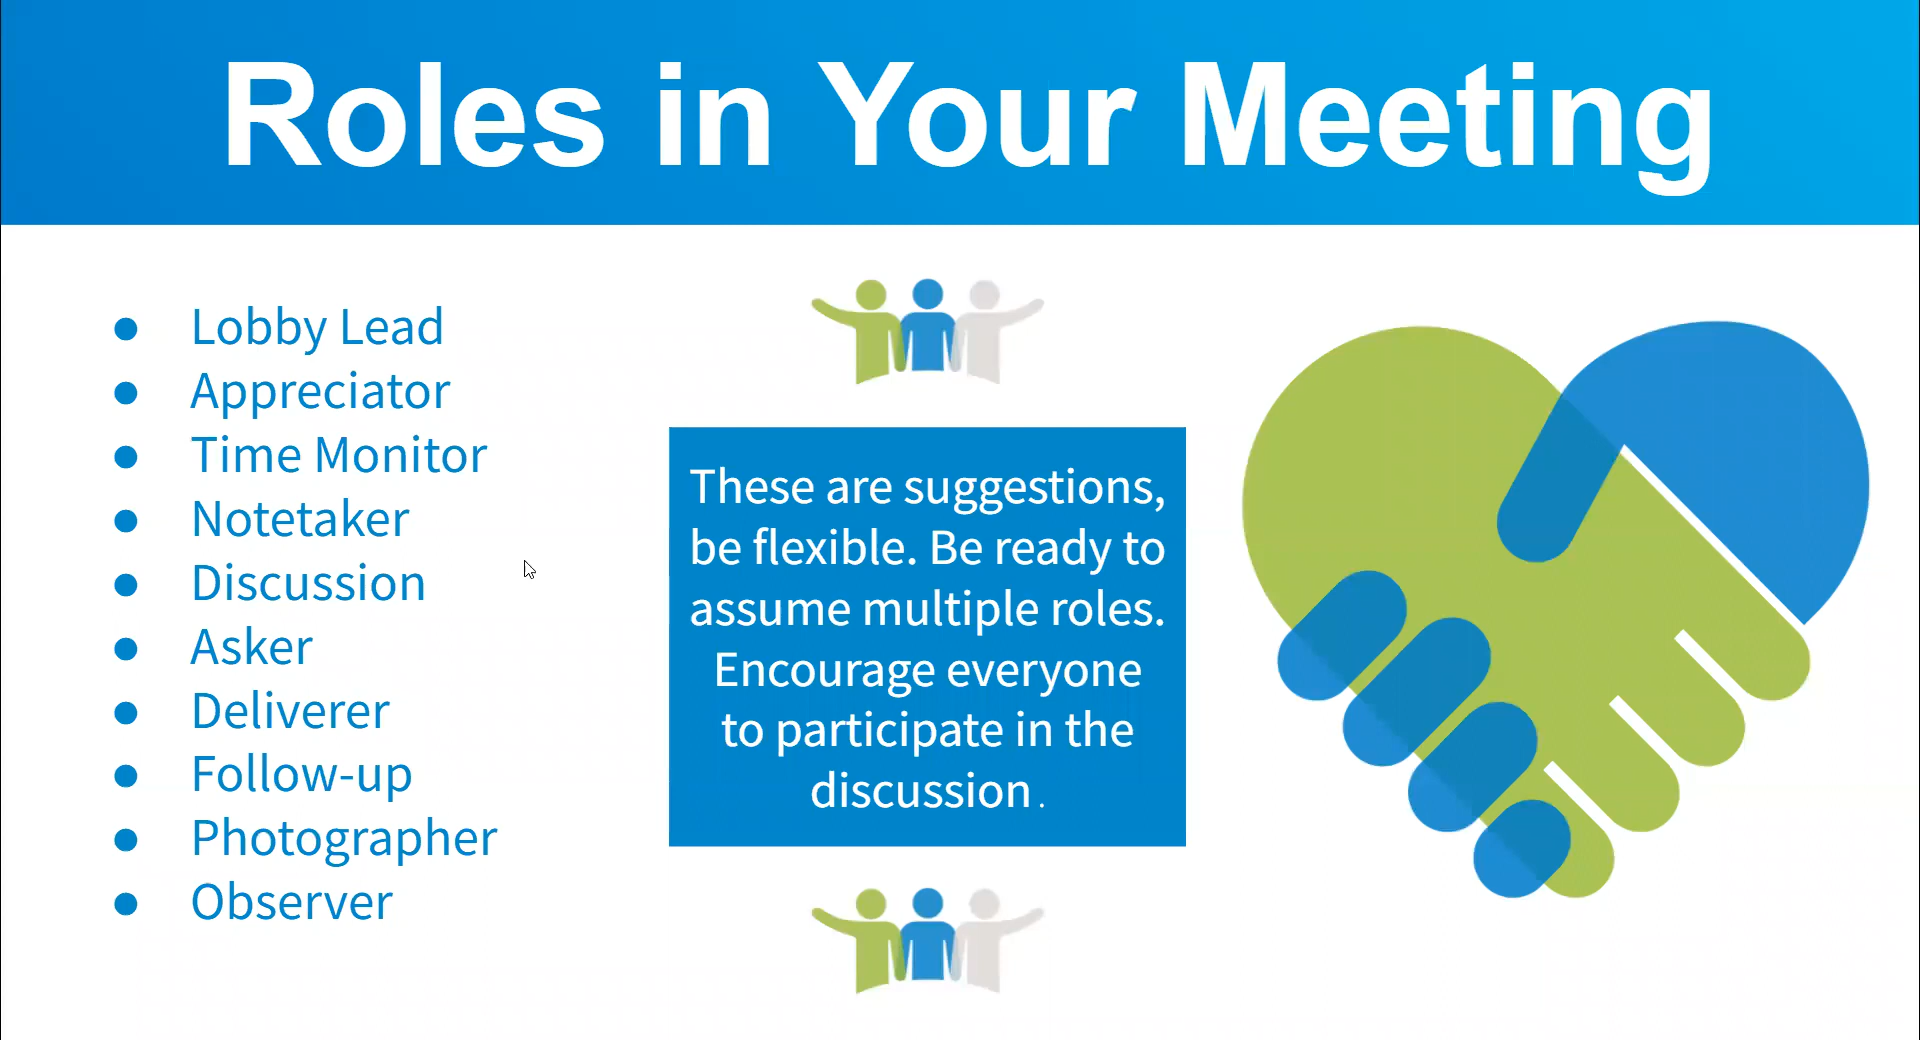 Roles in Your Meeting
● Lobby Lead
● Appreciator
● Time Monitor
● Notetaker
● Discussion
● Asker
● Deliverer
● Follow-up
● Photographer
● Observer
These are suggestions,
be flexible. Be ready to
assume multiple roles.
Encourage everyone
to participate in the
discussion.